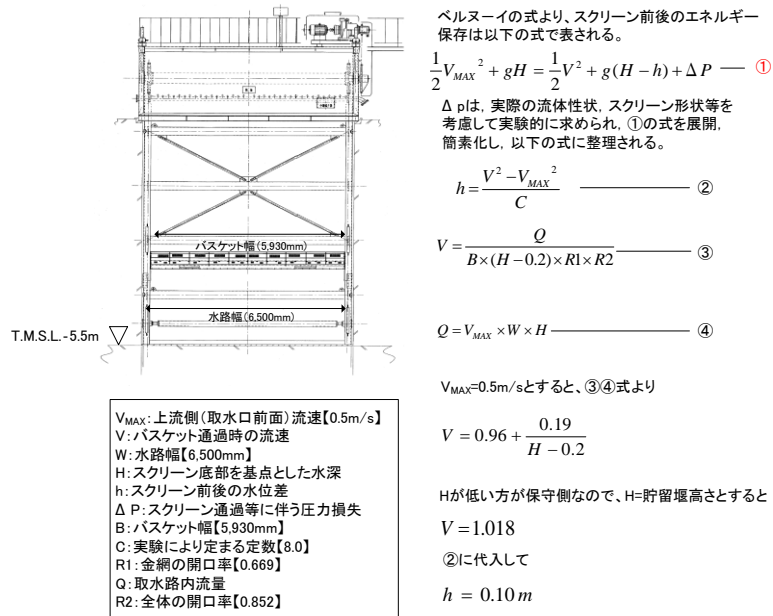 バスケット幅(5,930mm)
水路幅(6,500mm)
T.M.S.L.-5.5m
V_MAX:上流側(取水口前面)流速【0.5m/s】
V:バスケット通過時の流速
W:水路幅【6,500mm】
H:スクリーン底部を基点とした水深
h:スクリーン前後の水位差
Δ P:スクリーン通過等に伴う圧力損失
B:バスケット幅【5,930mm】
C:実験により定まる定数【8.0】
R1:金網の開口率【0.669】
Q:取水路内流量
R2:全体の開口率【0.852】
ベルヌーイの式より、スクリーン前後のエネルギー
保存は以下の式で表される。
1/2 V_MAX² + gH = 1/2 V² + g(H − h) + Δ P ①
Δ pは,実際の流体性状,スクリーン形状等を
考慮して実験的に求められ,①の式を展開,
簡素化し,以下の式に整理される。
h = (V² − V_MAX²) / C ②
V = Q / (B×(H−0.2)×R1×R2) ③
Q = V_MAX × W × H ④
V_MAX=0.5m/sとすると、③④式より
V = 0.96 + 0.19 / (H − 0.2)
Hが低い方が保守側なので、H=貯留堰高さとすると
V = 1.018
②に代入して
h = 0.10 m